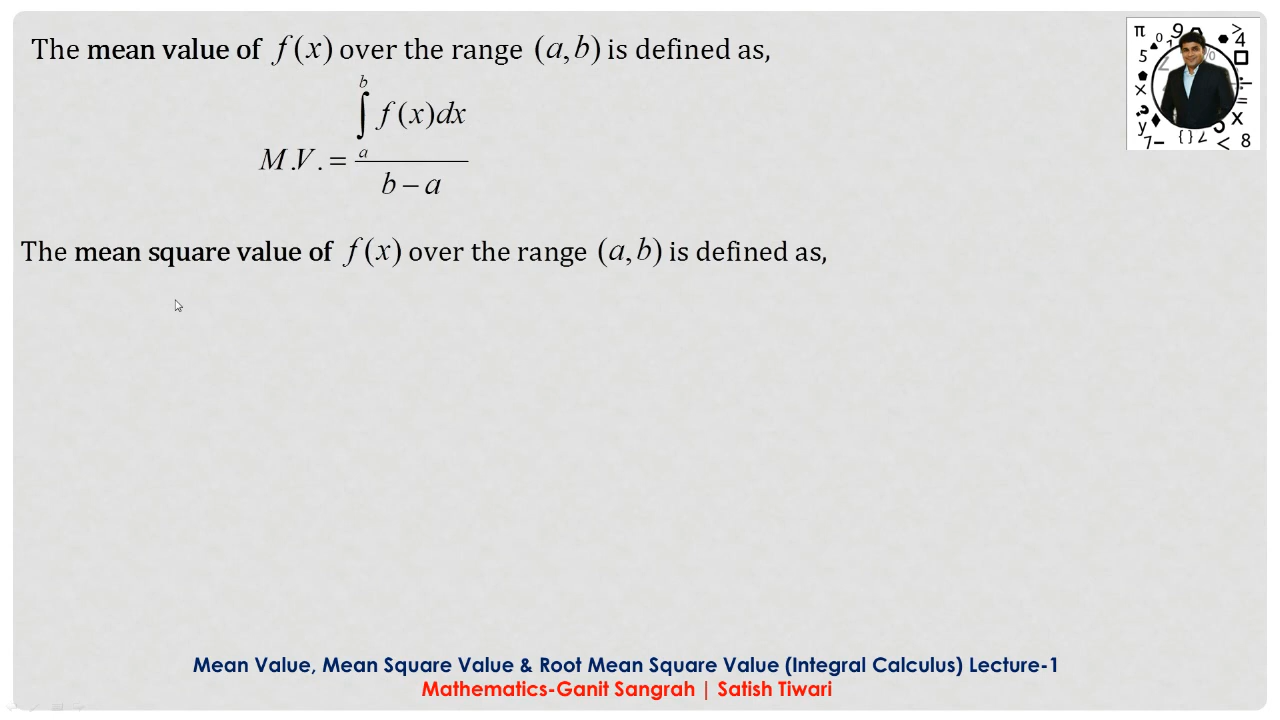 The mean value of f(x) over the range (a,b) is defined as,
b
∫ f(x)dx
a
M.V. = ―――
b − a
The mean square value of f(x) over the range (a,b) is defined as,
Mean Value, Mean Square Value & Root Mean Square Value (Integral Calculus) Lecture-1
Mathematics-Ganit Sangrah | Satish Tiwari